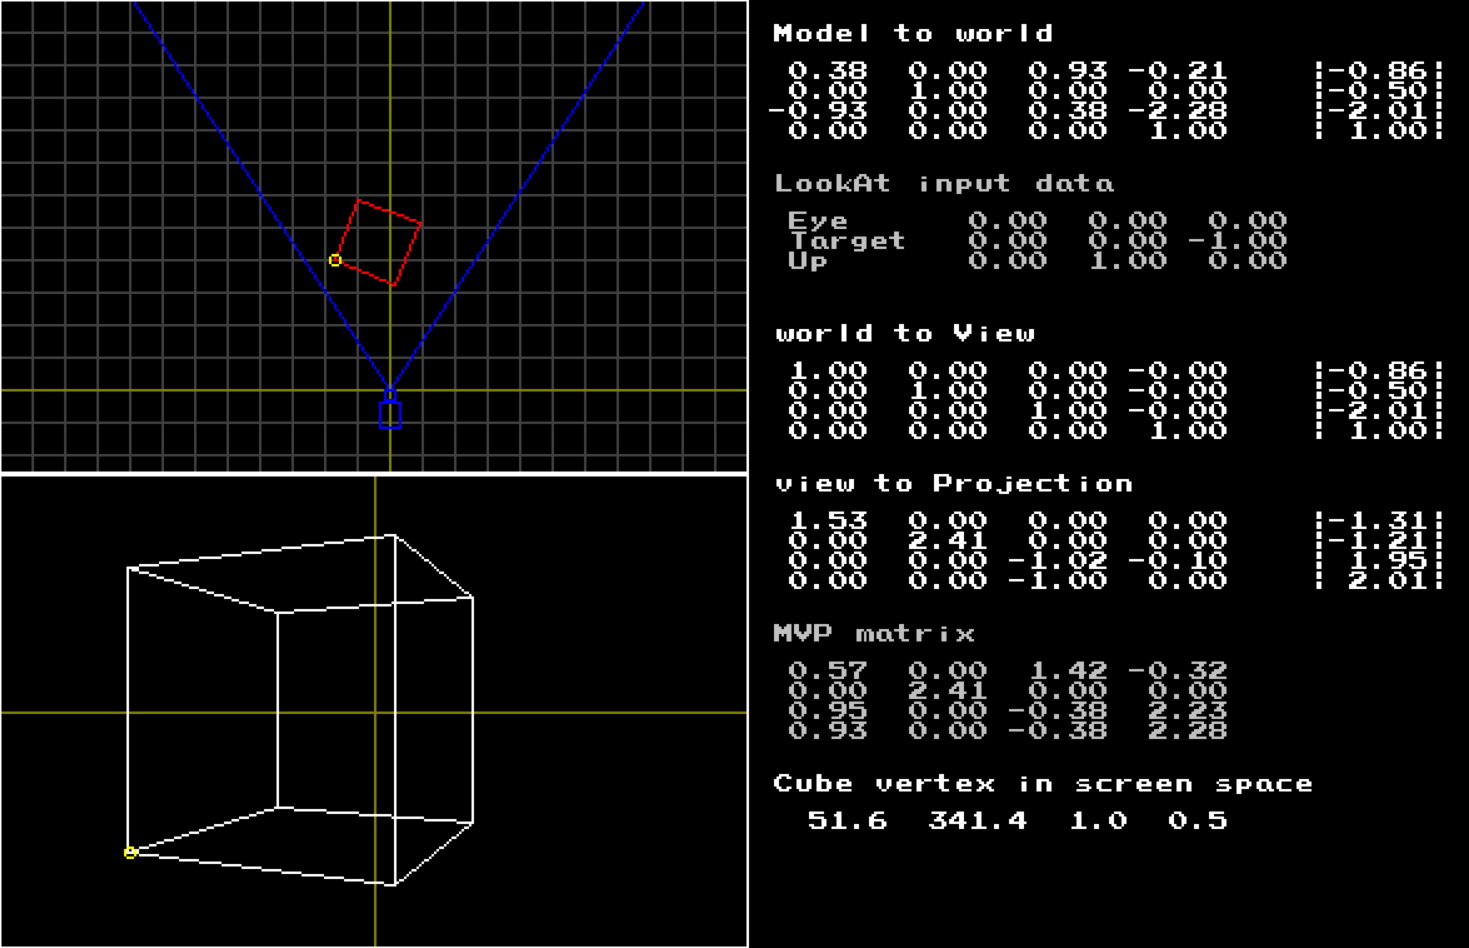 Model to world
0.38 0.00 0.93 -0.21 |-0.86|
0.00 1.00 0.00 0.00 |-0.50|
-0.93 0.00 0.38 -2.28 |-2.01|
0.00 0.00 0.00 1.00 | 1.00|
LookAt input data
Eye 0.00 0.00 0.00
Target 0.00 0.00 -1.00
Up 0.00 1.00 0.00
world to View
1.00 0.00 0.00 -0.00 |-0.86|
0.00 1.00 0.00 -0.00 |-0.50|
0.00 0.00 1.00 -0.00 |-2.01|
0.00 0.00 0.00 1.00 | 1.00|
view to Projection
1.53 0.00 0.00 0.00 |-1.31|
0.00 2.41 0.00 0.00 |-1.21|
0.00 0.00 -1.02 -0.10 | 1.95|
0.00 0.00 -1.00 0.00 | 2.01|
MVP matrix
0.57 0.00 1.42 -0.32
0.00 2.41 0.00 0.00
0.95 0.00 -0.38 2.23
0.93 0.00 -0.38 2.28
Cube vertex in screen space
51.6 341.4 1.0 0.5